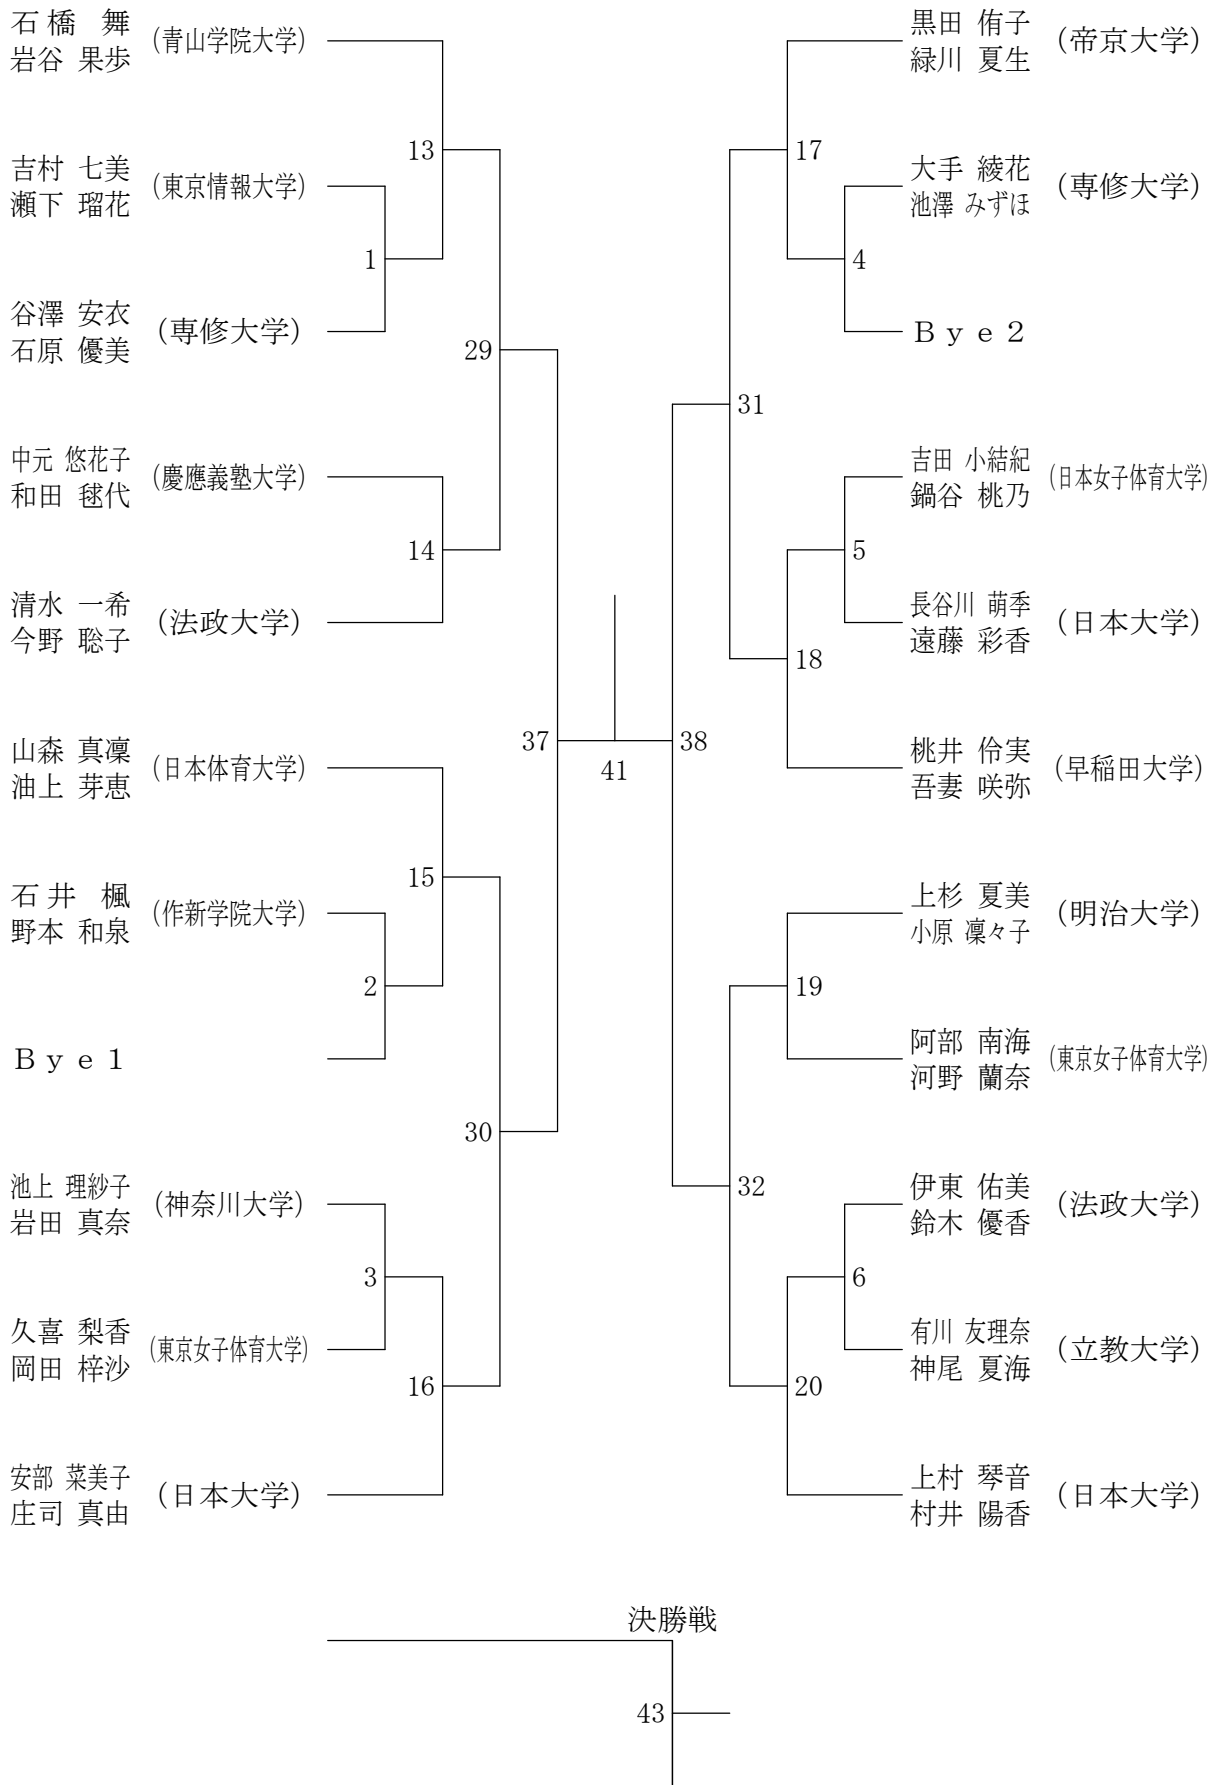 石橋 舞
岩谷 果歩
(青山学院大学)
吉村 七美
瀬下 瑠花
(東京情報大学)
谷澤 安衣
石原 優美
(専修大学)
中元 悠花子
和田 毬代
(慶應義塾大学)
清水 一希
今野 聡子
(法政大学)
山森 真凜
油上 芽恵
(日本体育大学)
石井 楓
野本 和泉
(作新学院大学)
Bye1
池上 理紗子
岩田 真奈
(神奈川大学)
久喜 梨香
岡田 梓沙
(東京女子体育大学)
安部 菜美子
庄司 真由
(日本大学)
1
2
3
13
14
15
16
29
30
37
41
38
31
32
17
18
19
20
4
5
6
黒田 侑子
緑川 夏生
(帝京大学)
大手 綾花
池澤 みずほ
(専修大学)
Bye2
吉田 小結紀
鍋谷 桃乃
(日本女子体育大学)
長谷川 萌季
遠藤 彩香
(日本大学)
桃井 伶実
吾妻 咲弥
(早稲田大学)
上杉 夏美
小原 凜々子
(明治大学)
阿部 南海
河野 蘭奈
(東京女子体育大学)
伊東 佑美
鈴木 優香
(法政大学)
有川 友理奈
神尾 夏海
(立教大学)
上村 琴音
村井 陽香
(日本大学)
決勝戦
43